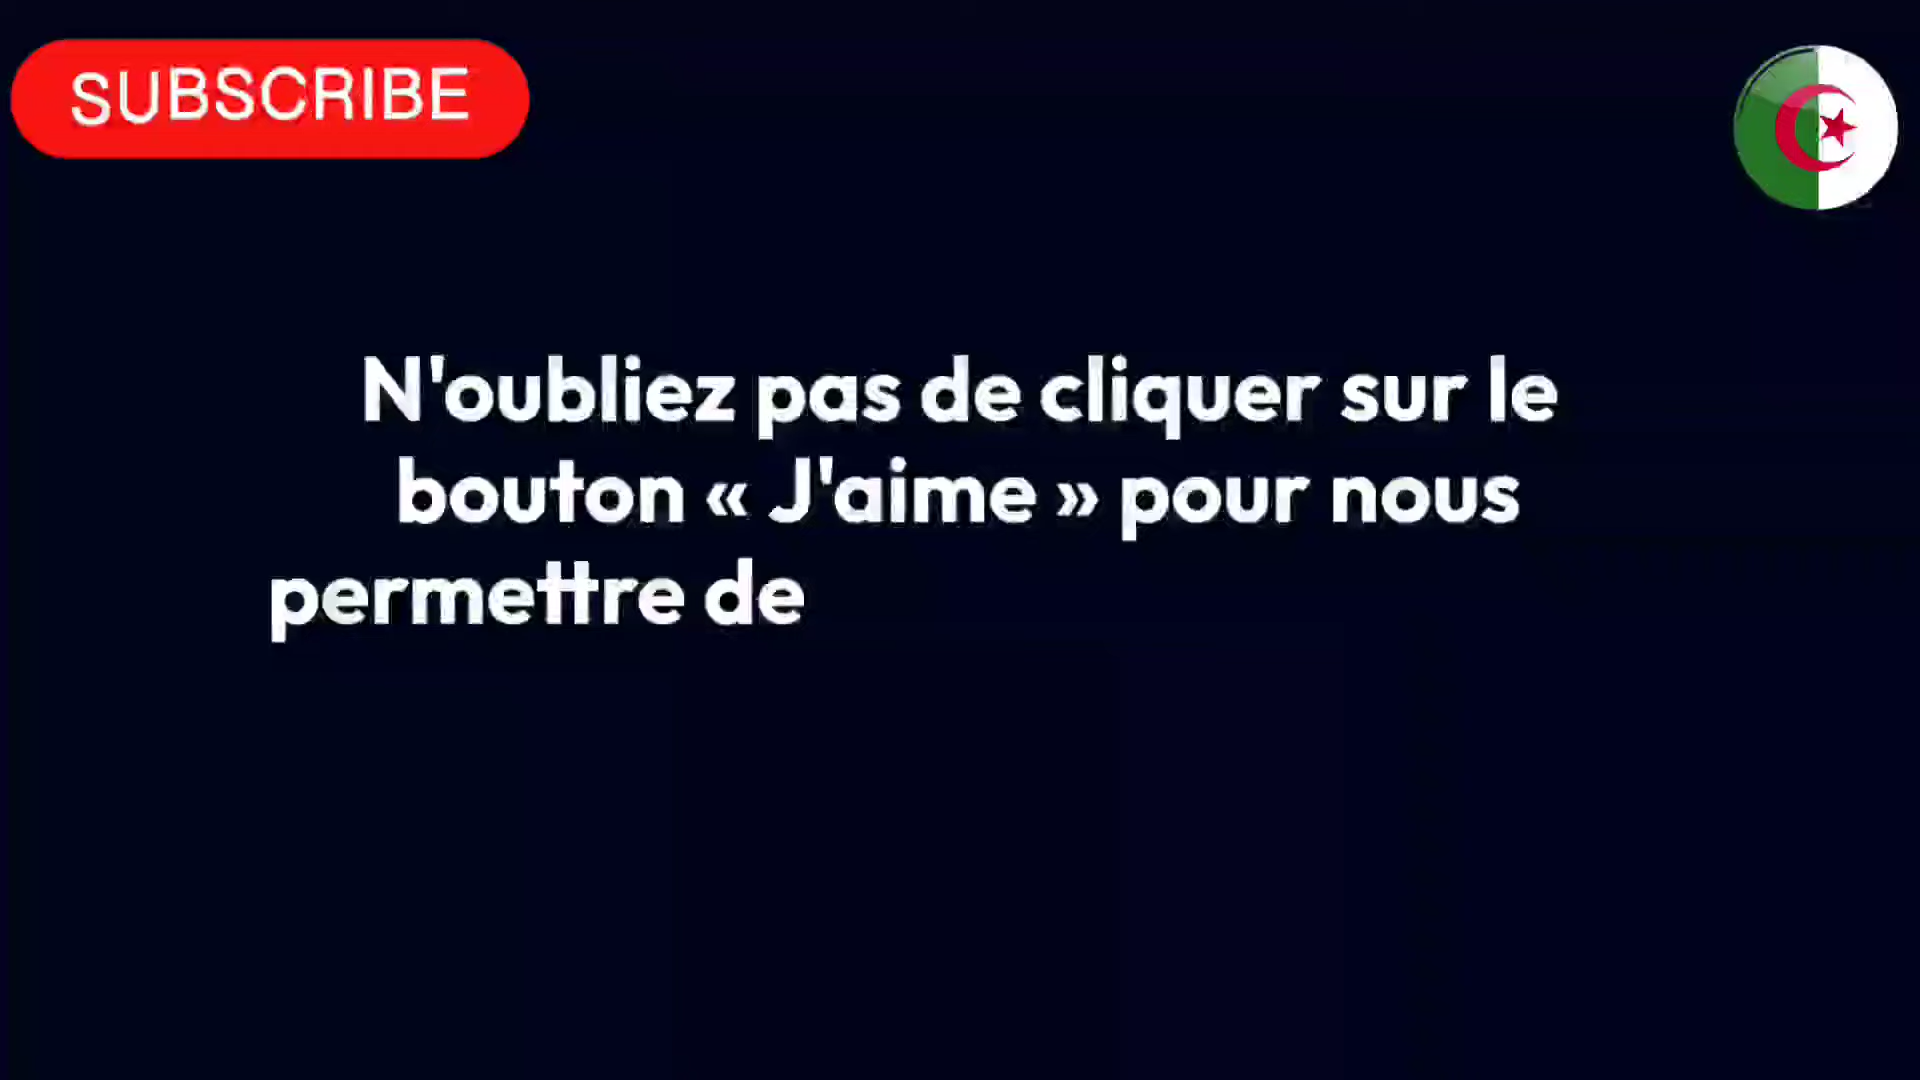 SUBSCRIBE
N'oubliez pas de cliquer sur le
bouton « J'aime » pour nous
permettre de